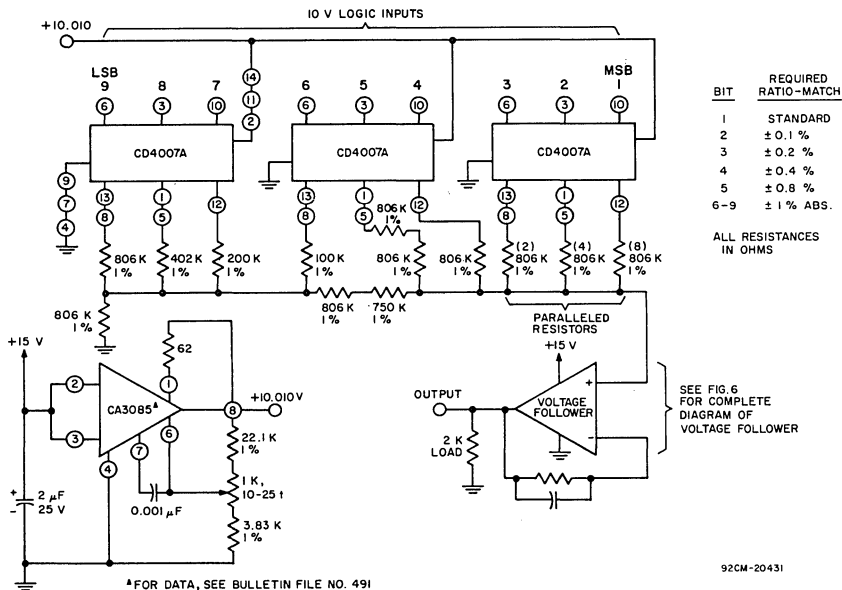 10 V LOGIC INPUTS
+10.010
LSB
9 8 7
6 5 4
MSB
3 2 1
6 3 10
14
11
2
6 3 10
6 3 10
CD4007A
CD4007A
CD4007A
9
7
4
13
8
1
5
12
13
8
1
5
12
13
8
1
5
12
806K
1%
806 K
1%
402 K
1%
200 K
1%
100 K
1%
806 K
1%
806 K
1%
(2)
806K
1%
(4)
806K
1%
(8)
806 K
1%
806 K
1%
806 K
1%
750 K
1%
PARALLELED
RESISTORS
BIT
REQUIRED
RATIO-MATCH
1 STANDARD
2 ± 0.1 %
3 ± 0.2 %
4 ± 0.4 %
5 ± 0.8 %
6-9 ± 1% ABS.
ALL RESISTANCES
IN OHMS
+15 V
62
1
2
3
CA3085▲
8
+10.010V
4
7
6
22.1 K
1%
1 K,
10-25 t
0.001 µF
3.83 K
1%
+
-
2 µF
25 V
+15 V
OUTPUT
VOLTAGE
FOLLOWER
+
-
2 K
LOAD
SEE FIG.6
FOR COMPLETE
DIAGRAM OF
VOLTAGE FOLLOWER
▲FOR DATA, SEE BULLETIN FILE NO. 491
92CM-20431